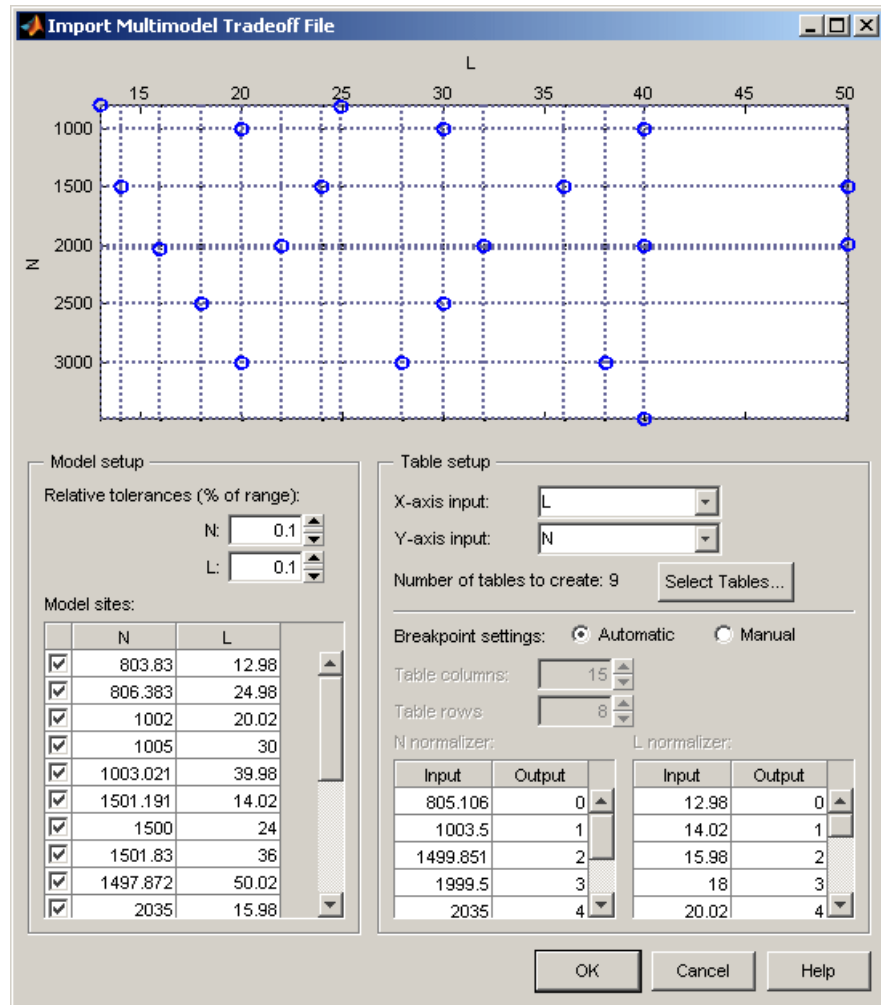 Import Multimodel Tradeoff File
L
15 20 25 30 35 40 45 50
1000
1500
2000
N
2500
3000
Model setup
Relative tolerances (% of range):
N: 0.1
L: 0.1
Model sites:
N L
803.83 12.98
806.383 24.98
1002 20.02
1005 30
1003.021 39.98
1501.191 14.02
1500 24
1501.83 36
1497.872 50.02
2035 15.98
Table setup
X-axis input: L
Y-axis input: N
Number of tables to create: 9 Select Tables...
Breakpoint settings: Automatic Manual
Table columns: 15
Table rows 8
N normalizer: L normalizer:
Input Output Input Output
805.106 0 12.98 0
1003.5 1 14.02 1
1499.851 2 15.98 2
1999.5 3 18 3
2035 4 20.02 4
OK Cancel Help